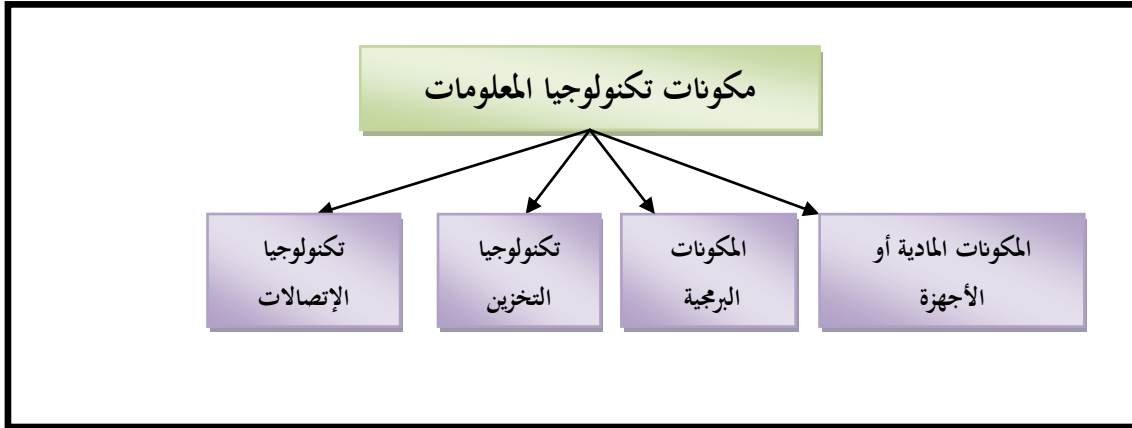 مكونات تكنولوجيا المعلومات
المكونات المادية أو
الأجهزة
المكونات
البرمجية
تكنولوجيا
التخزين
تكنولوجيا
الإتصالات